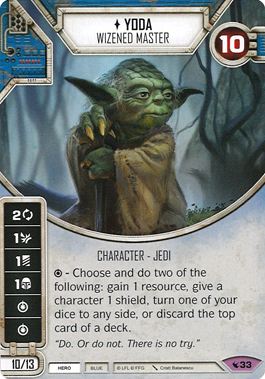 YODA
WIZENED MASTER
10
2
1
1
1
CHARACTER - JEDI
- Choose and do two of the
following: gain 1 resource, give a
character 1 shield, turn one of your
dice to any side, or discard the top
card of a deck.
"Do. Or do not. There is no try."
10/13
HERO
BLUE
© LFL © FFG
Cristi Balanescu
33